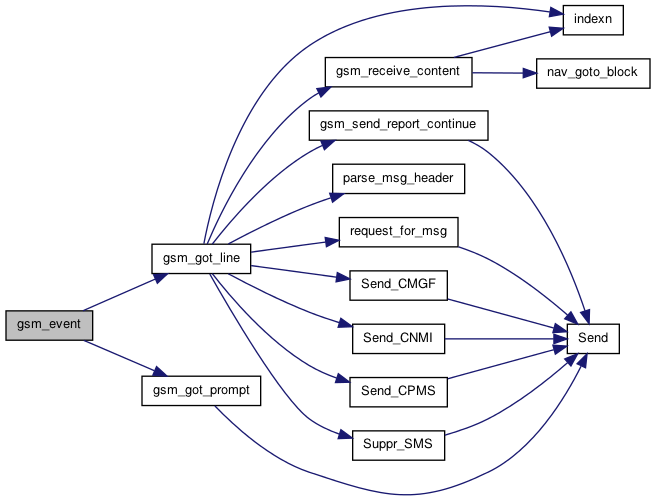 indexn
gsm_receive_content
nav_goto_block
gsm_send_report_continue
parse_msg_header
request_for_msg
gsm_got_line
Send_CMGF
gsm_event
Send_CNMI
Send
gsm_got_prompt
Send_CPMS
Suppr_SMS